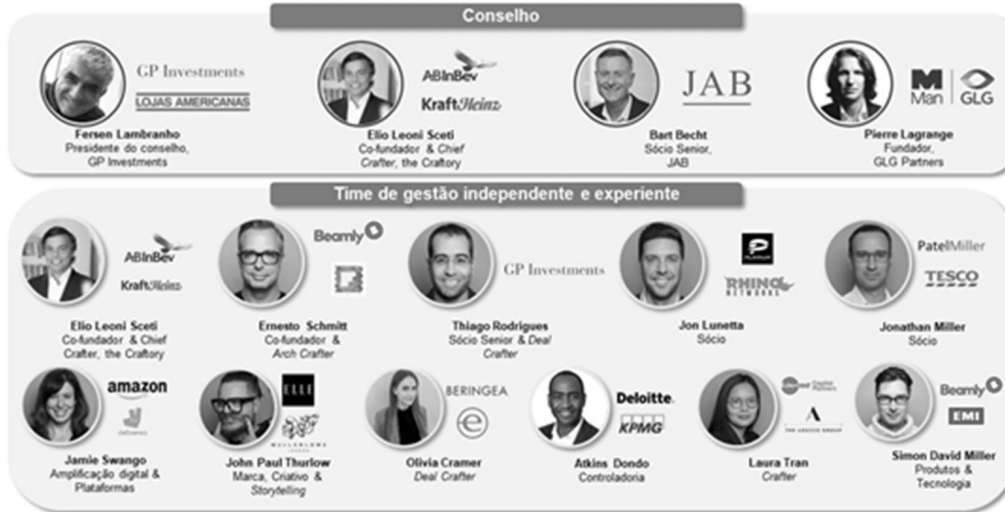 Conselho
GP Investments
LOJAS AMERICANAS
ABInBev
KraftHeinz
JAB
Man
GLG
Fersen Lambranho
Presidente do conselho,
GP Investments
Elio Leoni Sceti
Co-fundador & Chief
Crafter, the Craftory
Bart Becht
Sócio Senior,
JAB
Pierre Lagrange
Fundador,
GLG Partners
Time de gestão independente e experiente
ABInBev
KraftHeinz
Beamly
GP Investments
RHINO
NETWORKS
PatelMiller
TESCO
Elio Leoni Sceti
Co-fundador & Chief
Crafter, the Craftory
Ernesto Schmitt
Co-fundador &
Arch Crafter
Thiago Rodrigues
Sócio Senior & Deal
Crafter
Jon Lunetta
Sócio
Jonathan Miller
Sócio
amazon
deliveroo
ELLE
BERINGEA
e
Deloitte.
KPMG
Capital
Partners
A
Beamly
EMI
Jamie Swango
Amplificação digital &
Plataformas
John Paul Thurlow
Marca, Criativo &
Storytelling
Olivia Cramer
Deal Crafter
Atkins Dondo
Controladoria
Laura Tran
Crafter
Simon David Miller
Produtos &
Tecnologia